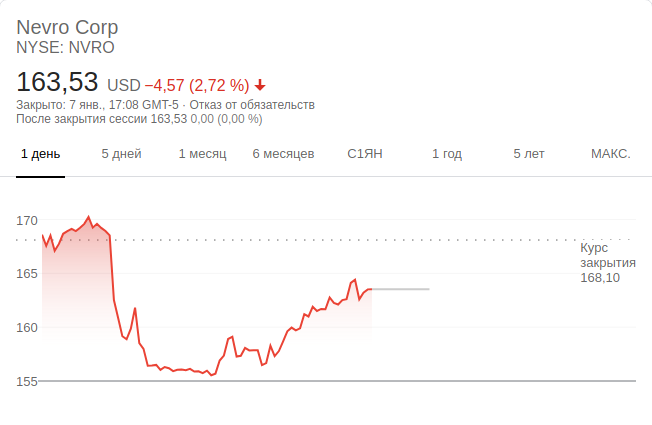 Nevro Corp
NYSE: NVRO
163,53 USD −4,57 (2,72 %)
Закрыто: 7 янв., 17:08 GMT-5 · Отказ от обязательств
После закрытия сессии 163,53 0,00 (0,00 %)
1 день 5 дней 1 месяц 6 месяцев С1ЯН 1 год 5 лет МАКС.
170
Курс
закрытия
168,10
165
160
155